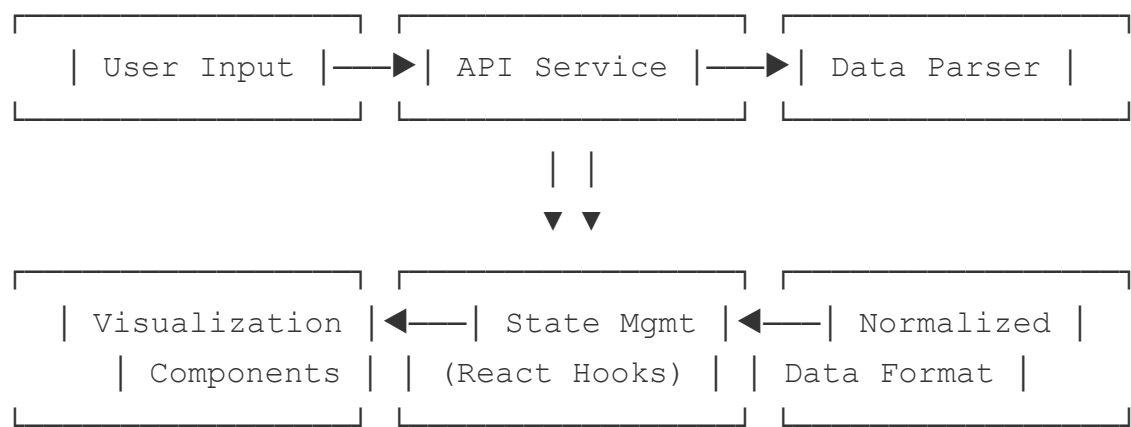 ┌──────────────────┐ ┌──────────────────┐ ┌──────────────────┐
│ User Input │───▶│ API Service │───▶│ Data Parser │
└──────────────────┘ └──────────────────┘ └──────────────────┘
│ │
▼ ▼
┌──────────────────┐ ┌──────────────────┐ ┌──────────────────┐
│ Visualization │◀───│ State Mgmt │◀───│ Normalized │
│ Components │ │ (React Hooks) │ │ Data Format │
└──────────────────┘ └──────────────────┘ └──────────────────┘